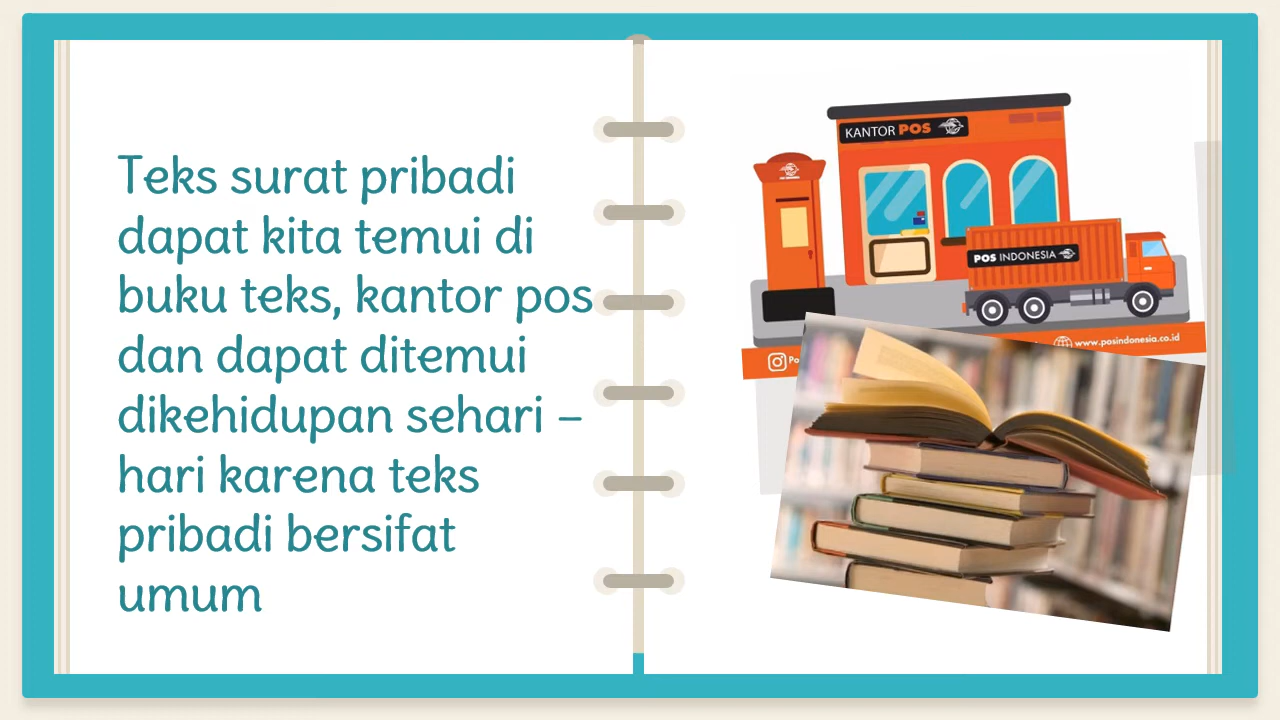 Teks surat pribadi
dapat kita temui di
buku teks, kantor pos
dan dapat ditemui
dikehidupan sehari –
hari karena teks
pribadi bersifat
umum
KANTOR POS
POS INDONESIA
www.posindonesia.co.id